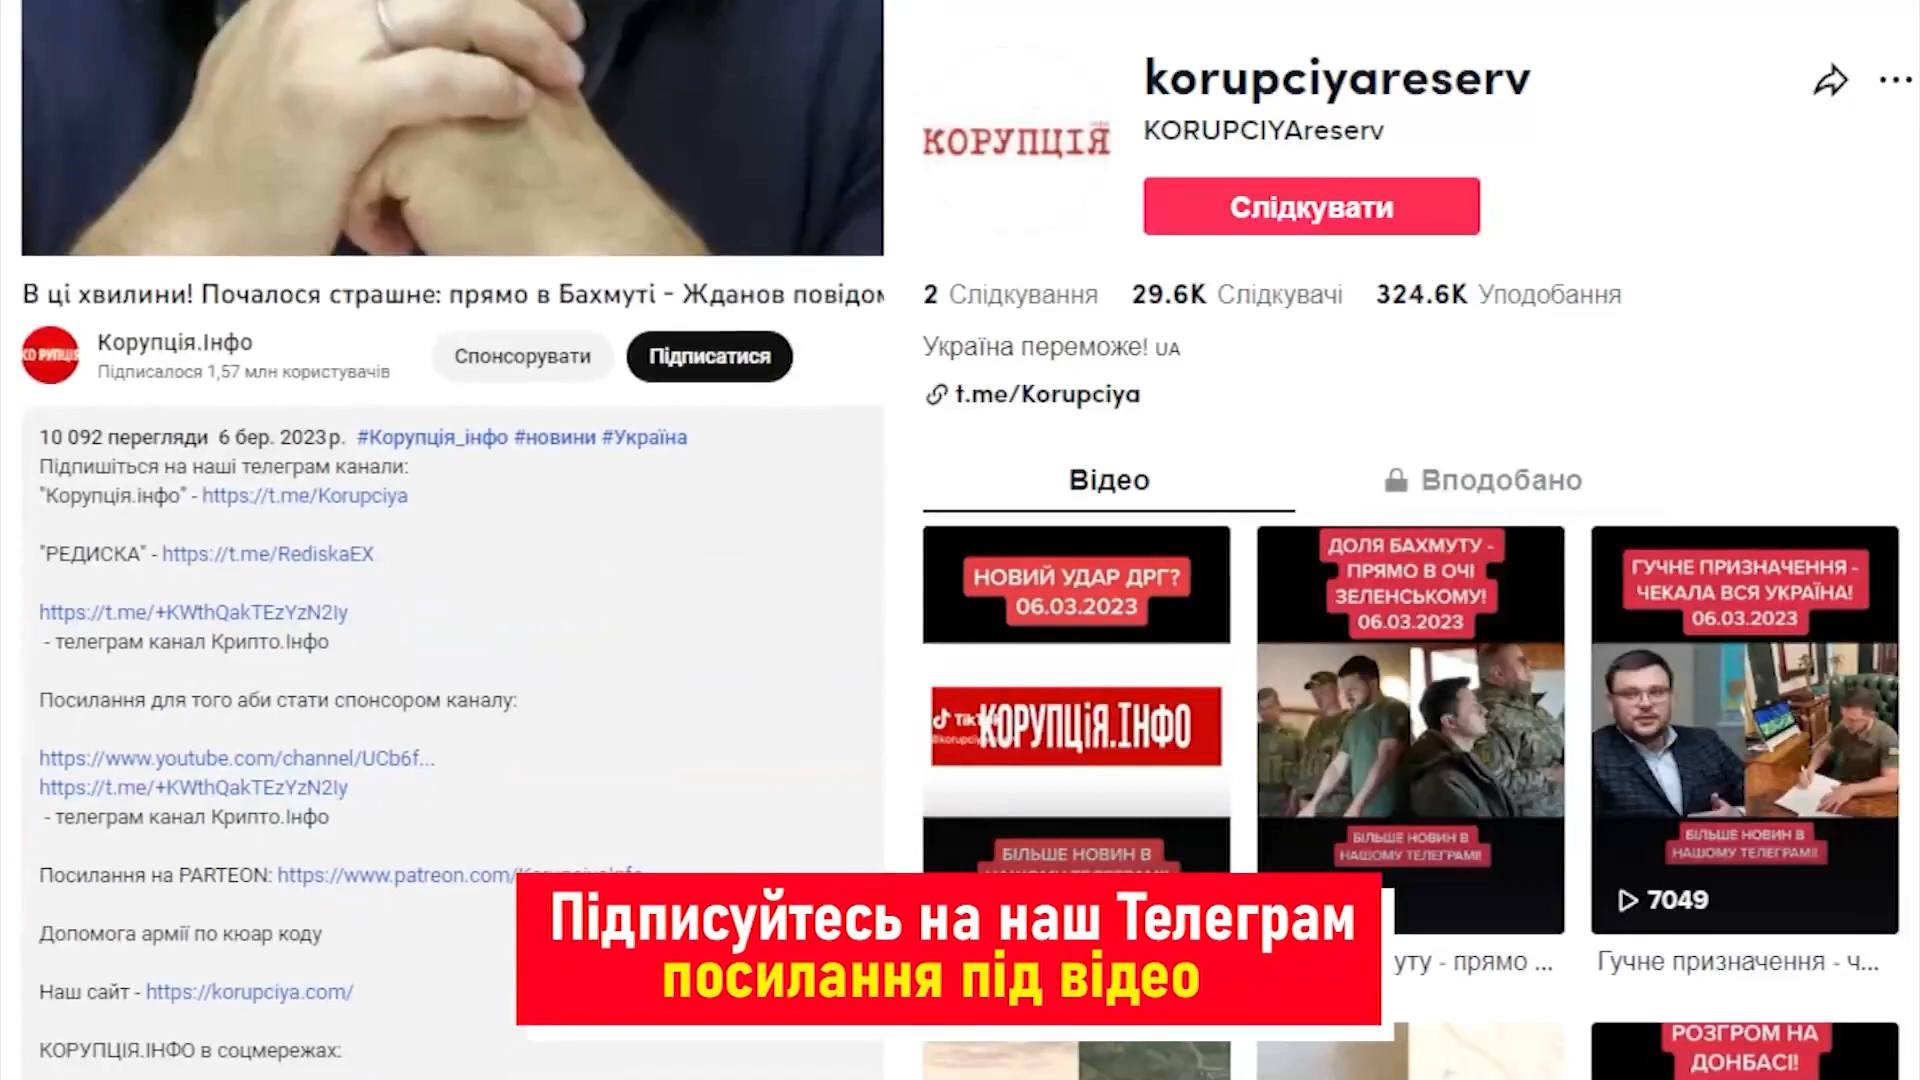 В ці хвилини! Почалося страшне: прямо в Бахмуті - Жданов повідом
КО РУПЦІЯ
Корупція.Інфо
Підписалося 1,57 млн користувачів
Спонсорувати
Підписатися
10 092 перегляди 6 бер. 2023 р. #Корупція_інфо #новини #Україна
Підпишіться на наші телеграм канали:
"Корупція.інфо" - https://t.me/Korupciya
"РЕДИСКА" - https://t.me/RediskaEX
https://t.me/+KWthQakTEzYzN2Iy
- телеграм канал Крипто.Інфо
Посилання для того аби стати спонсором каналу:
https://www.youtube.com/channel/UCb6f...
https://t.me/+KWthQakTEzYzN2Iy
- телеграм канал Крипто.Інфо
Посилання на PARTEON: https://www.patreon.com/
Допомога армії по кюар коду
Наш сайт - https://korupciya.com/
КОРУПЦІЯ.ІНФО в соцмережах:
КОРУПЦІЯ
korupciyareserv
KORUPCIYAreserv
Слідкувати
2 Слідкування 29.6K Слідкувачі 324.6K Уподобання
Україна переможе! UA
t.me/Korupciya
Відео
Вподобано
НОВИЙ УДАР ДРГ?
06.03.2023
КОРУПЦіЯ.ІНФО
БІЛЬШЕ НОВИН В
ДОЛЯ БАХМУТУ -
ПРЯМО В ОЧІ
ЗЕЛЕНСЬКОМУ!
06.03.2023
БІЛЬШЕ НОВИН В
НАШОМУ ТЕЛЕГРАМІ!
уту - прямо ...
ГУЧНЕ ПРИЗНАЧЕННЯ -
ЧЕКАЛА ВСЯ УКРАЇНА!
06.03.2023
БІЛЬШЕ НОВИН В
НАШОМУ ТЕЛЕГРАМІ!
7049
Гучне призначення - ч...
РОЗГРОМ НА
ДОНБАСІ!
Підписуйтесь на наш Телеграм
посилання під відео